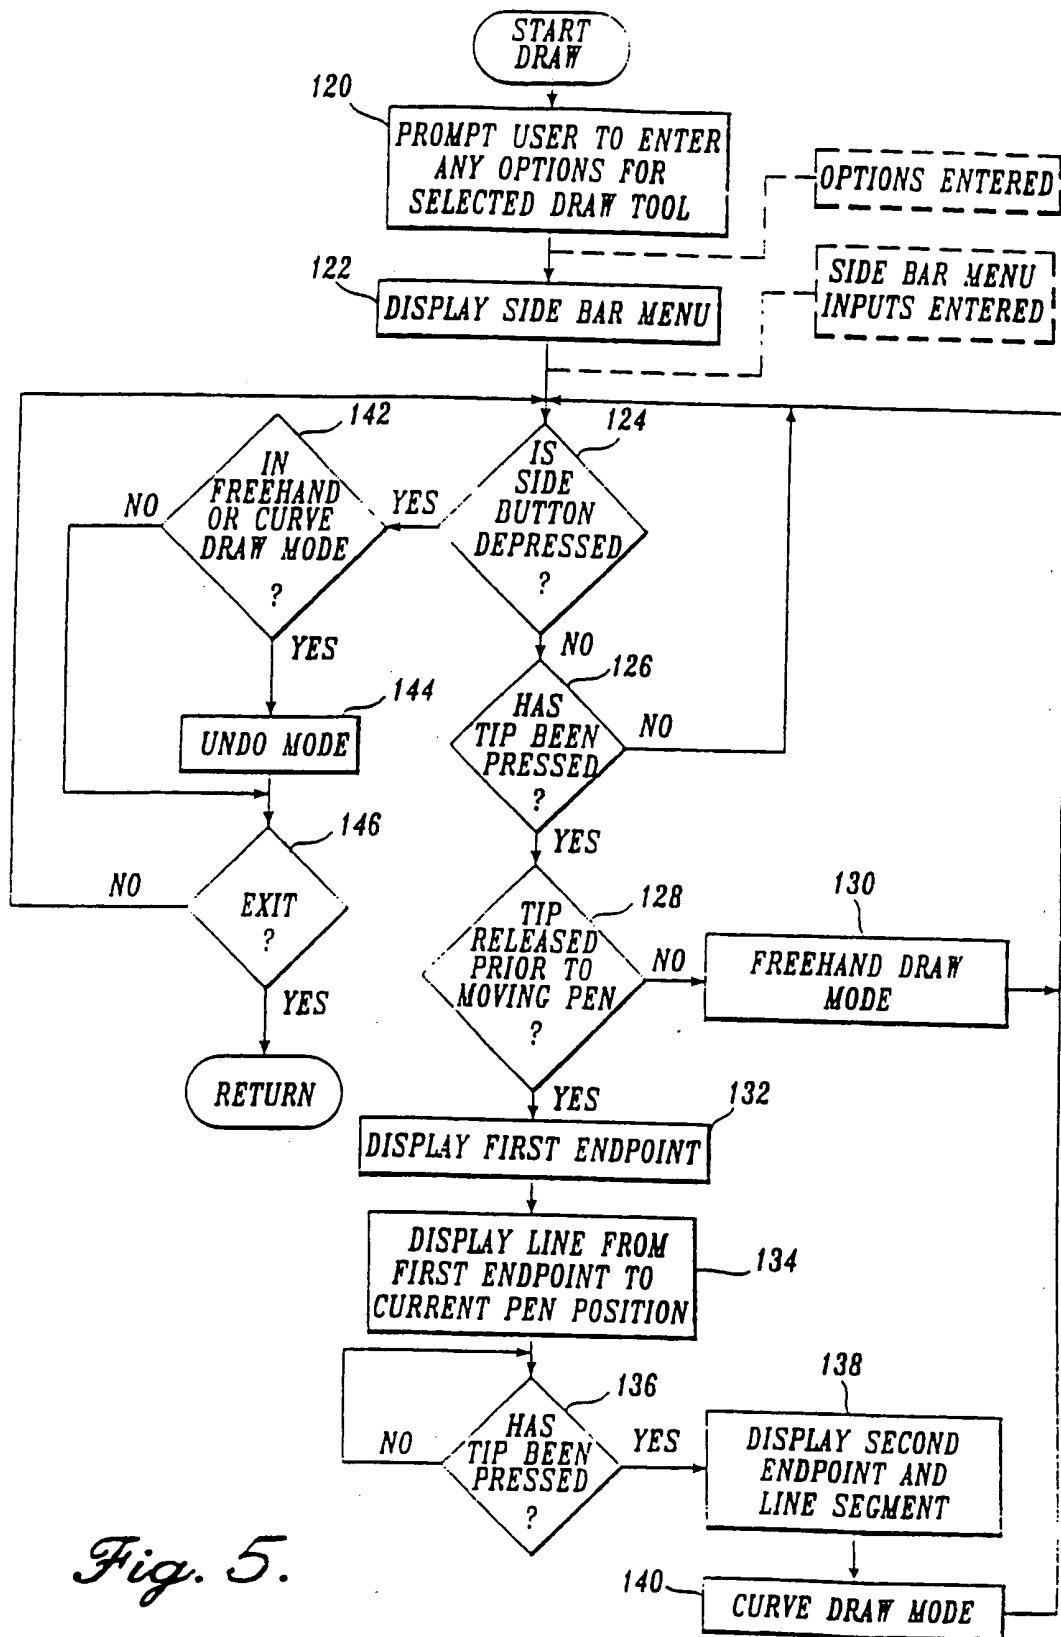 START
DRAW
120
PROMPT USER TO ENTER
ANY OPTIONS FOR
SELECTED DRAW TOOL
OPTIONS ENTERED
122
DISPLAY SIDE BAR MENU
SIDE BAR MENU
INPUTS ENTERED
142
IN
FREEHAND
OR CURVE
DRAW MODE
?
NO
YES
124
IS
SIDE
BUTTON
DEPRESSED
?
YES
NO
144
UNDO MODE
126
HAS
TIP BEEN
PRESSED
?
NO
YES
146
EXIT
?
NO
YES
RETURN
128
TIP
RELEASED
PRIOR TO
MOVING PEN
?
NO
YES
130
FREEHAND DRAW
MODE
132
DISPLAY FIRST ENDPOINT
134
DISPLAY LINE FROM
FIRST ENDPOINT TO
CURRENT PEN POSITION
136
HAS
TIP BEEN
PRESSED
?
NO
YES
138
DISPLAY SECOND
ENDPOINT AND
LINE SEGMENT
140
CURVE DRAW MODE
Fig. 5.